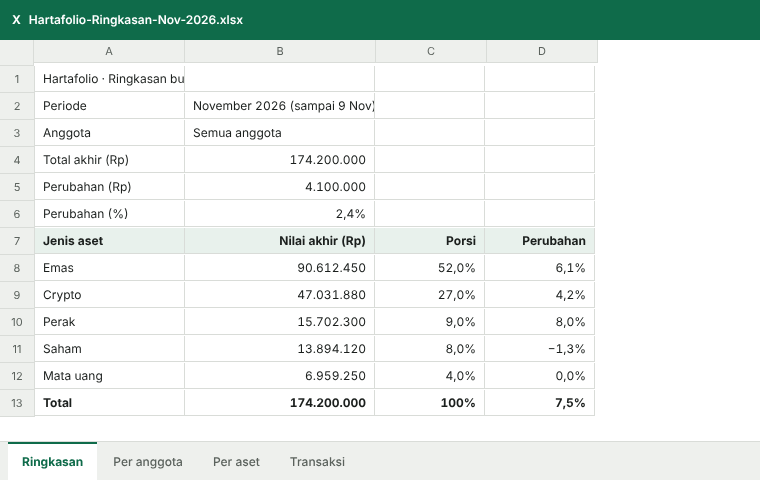 X Hartafolio-Ringkasan-Nov-2026.xlsx
A B C D
1 Hartafolio · Ringkasan bu
2 Periode November 2026 (sampai 9 Nov)
3 Anggota Semua anggota
4 Total akhir (Rp) 174.200.000
5 Perubahan (Rp) 4.100.000
6 Perubahan (%) 2,4%
7 Jenis aset Nilai akhir (Rp) Porsi Perubahan
8 Emas 90.612.450 52,0% 6,1%
9 Crypto 47.031.880 27,0% 4,2%
10 Perak 15.702.300 9,0% 8,0%
11 Saham 13.894.120 8,0% −1,3%
12 Mata uang 6.959.250 4,0% 0,0%
13 Total 174.200.000 100% 7,5%
Ringkasan Per anggota Per aset Transaksi